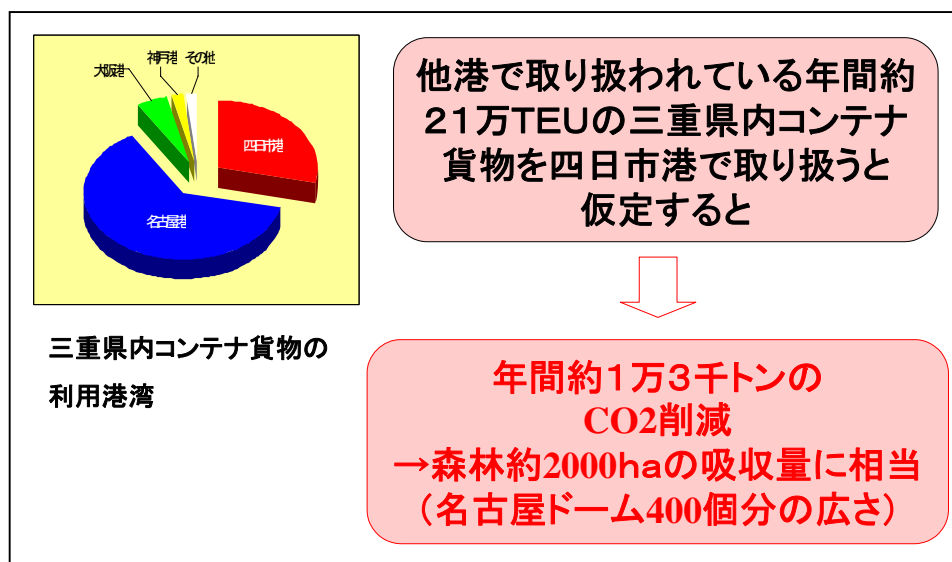 大阪港
神戸港
その他
四日市港
名古屋港
三重県内コンテナ貨物の
利用港湾
他港で取り扱われている年間約
２１万TEUの三重県内コンテナ
貨物を四日市港で取り扱うと
仮定すると
年間約１万３千トンの
CO2削減
→森林約2000haの吸収量に相当
（名古屋ドーム400個分の広さ）